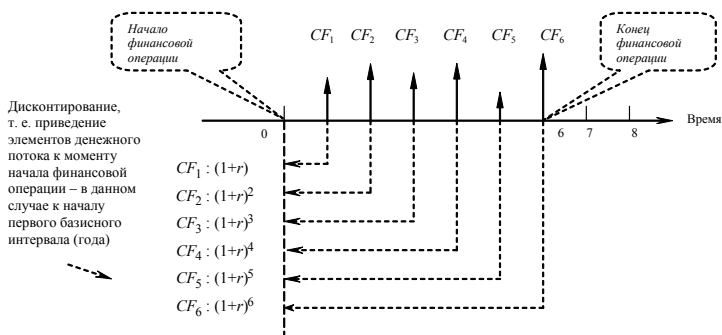 Начало
финансовой
операции
CF1 CF2 CF3 CF4 CF5 CF6
Конец
финансовой
операции
Время
0 6 7 8
Дисконтирование,
т. е. приведение
элементов денежного
потока к моменту
начала финансовой
операции – в данном
случае к началу
первого базисного
интервала (года)
CF1 : (1+r)
CF2 : (1+r)2
CF3 : (1+r)3
CF4 : (1+r)4
CF5 : (1+r)5
CF6 : (1+r)6